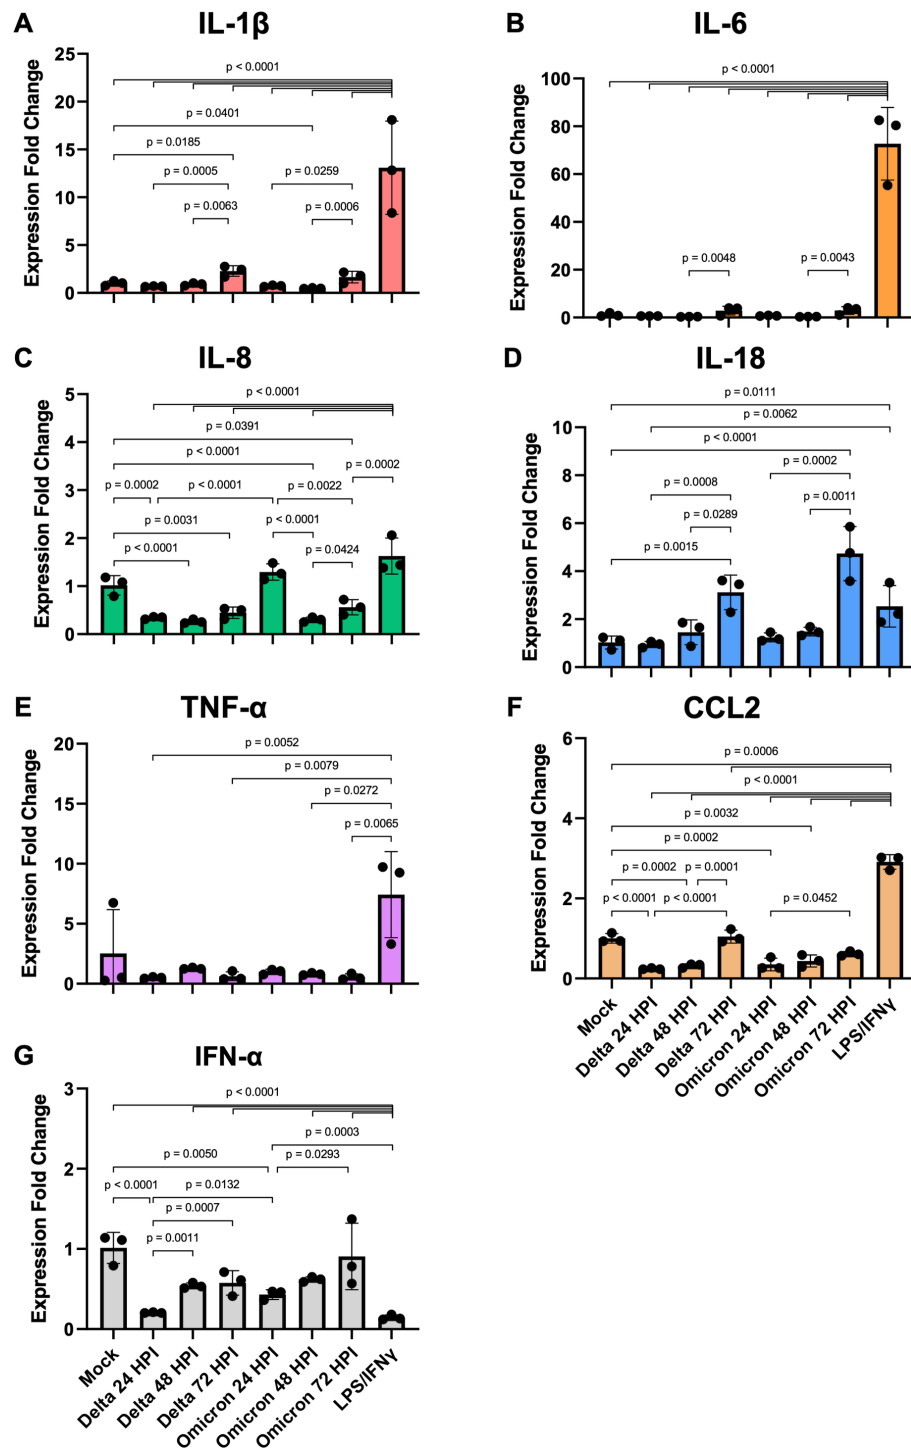 A
IL-1β
Expression Fold Change
25
20
15
10
5
0
p < 0.0001
p = 0.0401
p = 0.0185
p = 0.0005
p = 0.0259
p = 0.0063
p = 0.0006
B
IL-6
Expression Fold Change
100
80
60
40
20
0
p < 0.0001
p = 0.0048
p = 0.0043
C
IL-8
Expression Fold Change
5
4
3
2
1
0
p < 0.0001
p = 0.0391
p < 0.0001
p = 0.0002
p = 0.0002
p < 0.0001
p = 0.0022
p = 0.0031
p < 0.0001
p < 0.0001
p = 0.0424
D
IL-18
Expression Fold Change
10
8
6
4
2
0
p = 0.0111
p = 0.0062
p < 0.0001
p = 0.0002
p = 0.0008
p = 0.0011
p = 0.0289
p = 0.0015
E
TNF-α
Expression Fold Change
20
15
10
5
0
p = 0.0052
p = 0.0079
p = 0.0272
p = 0.0065
F
CCL2
Expression Fold Change
6
4
2
0
p = 0.0006
p < 0.0001
p = 0.0032
p = 0.0002
p = 0.0002
p = 0.0001
p < 0.0001
p < 0.0001
p = 0.0452
Mock
Delta 24 HPI
Delta 48 HPI
Delta 72 HPI
Omicron 24 HPI
Omicron 48 HPI
Omicron 72 HPI
LPS/IFNγ
G
IFN-α
Expression Fold Change
3
2
1
0
p < 0.0001
p = 0.0003
p = 0.0050
p = 0.0293
p < 0.0001
p = 0.0132
p = 0.0007
p = 0.0011
Mock
Delta 24 HPI
Delta 48 HPI
Delta 72 HPI
Omicron 24 HPI
Omicron 48 HPI
Omicron 72 HPI
LPS/IFNγ